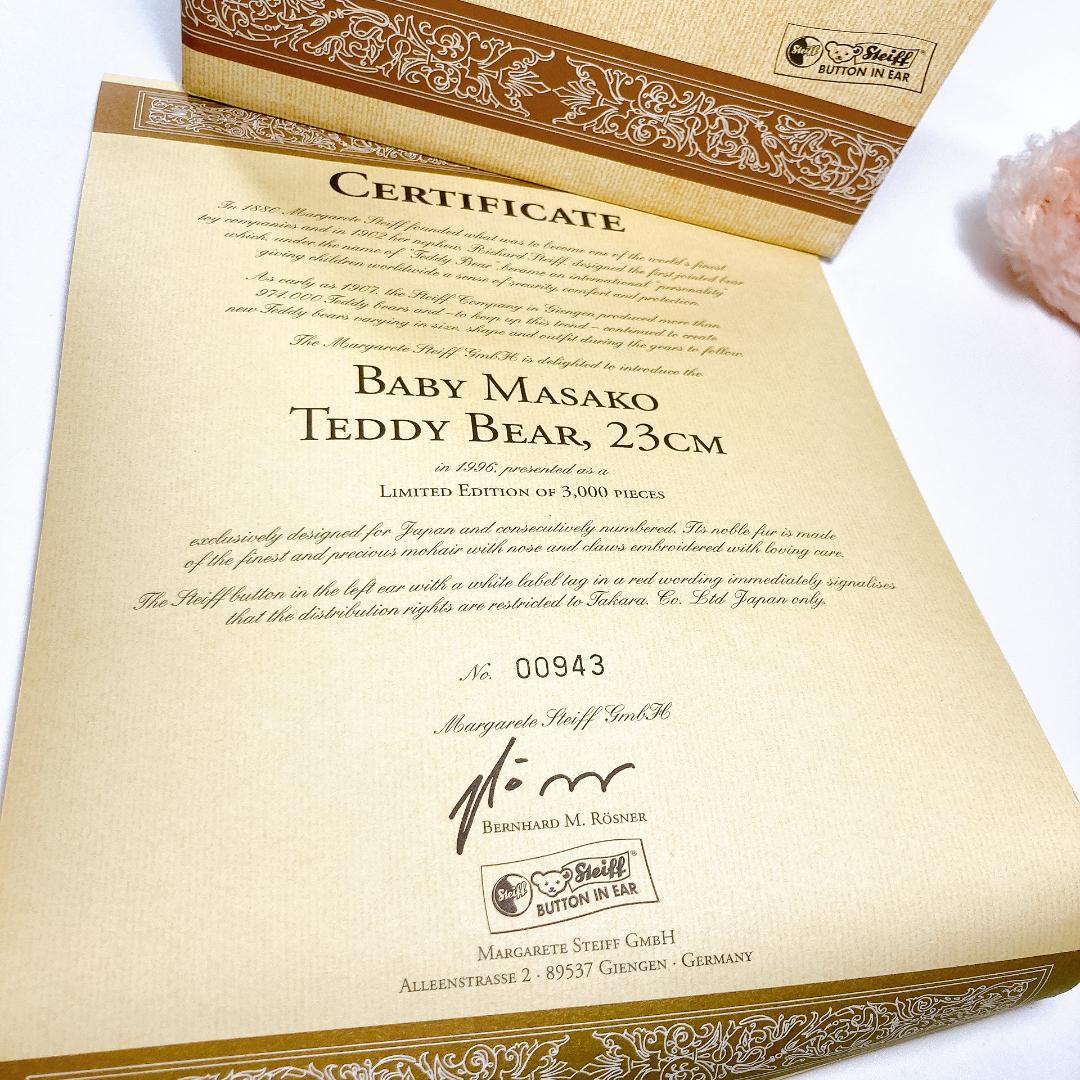 Steiff
Steiff®
BUTTON IN EAR
CERTIFICATE
In 1880 Margarete Steiff founded what was to become one of the world's finest
toy companies and in 1902 her nephew Richard Steiff, designed the first jointed bear
which, under the name of "Teddy Bear", became an international "personality"
giving children worldwide a sense of security, comfort and protection.
As early as 1907, the Steiff Company in Giengen produced more than
974.000 Teddy bears and – to keep up this trend – continued to create
new Teddy bears varying in size, shape and outfit during the years to follow.
The Margarete Steiff GmbH is delighted to introduce the
BABY MASAKO
TEDDY BEAR, 23CM
in 1996, presented as a
LIMITED EDITION OF 3,000 PIECES
exclusively designed for Japan and consecutively numbered. Its noble fur is made
of the finest and precious mohair with nose and claws embroidered with loving care.
The Steiff button in the left ear with a white label tag in a red wording immediately signalises
that the distribution rights are restricted to Takara. Co. Ltd Japan only.
No. 00943
Margarete Steiff GmbH
BERNHARD M. RÖSNER
Steiff
Steiff®
BUTTON IN EAR
MARGARETE STEIFF GMBH
ALLEENSTRASSE 2 · 89537 GIENGEN · GERMANY